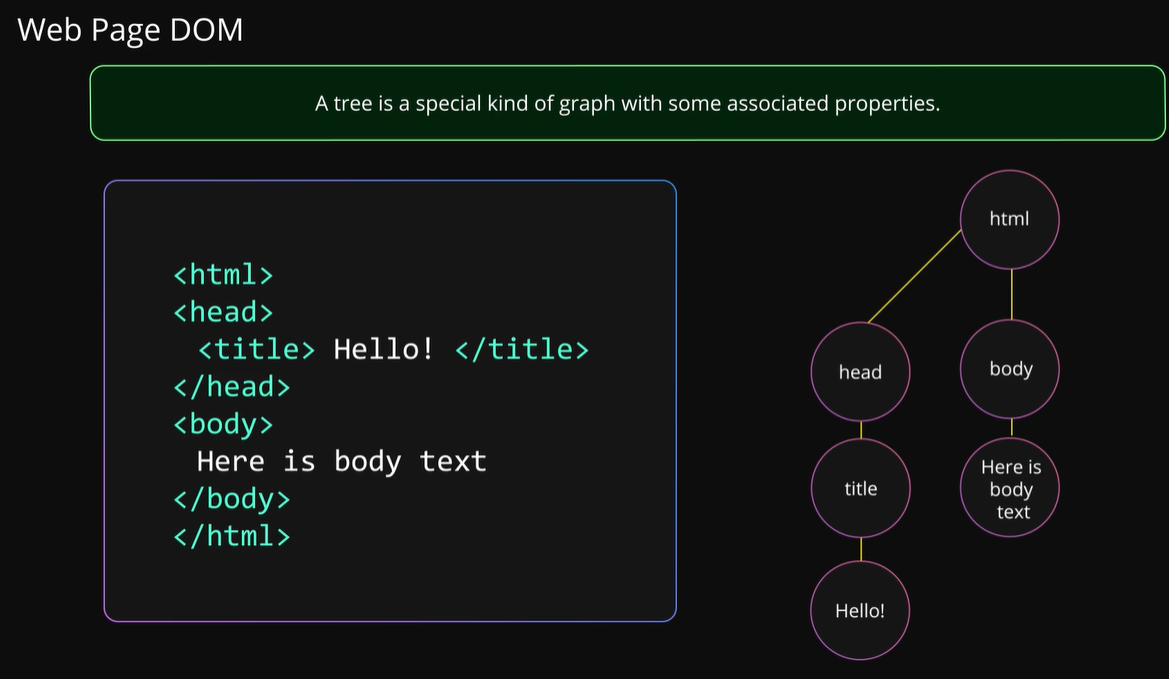 Web Page DOM
A tree is a special kind of graph with some associated properties.
<html>
<head>
<title> Hello! </title>
</head>
<body>
Here is body text
</body>
</html>
html
head
body
title
Here is
body
text
Hello!